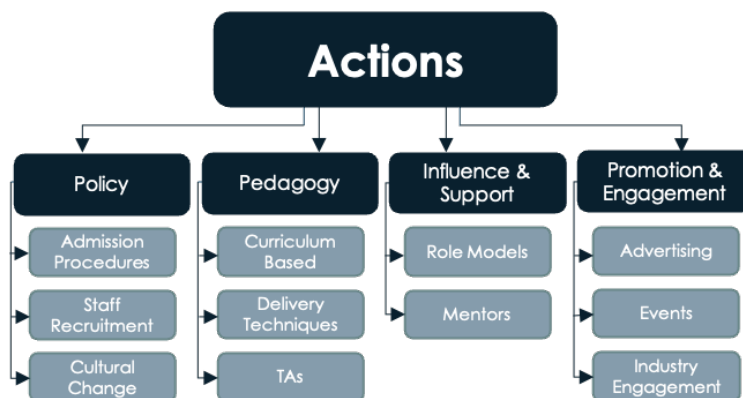 Actions
Policy
Admission
Procedures
Staff
Recruitment
Cultural
Change
Pedagogy
Curriculum
Based
Delivery
Techniques
TAs
Influence &
Support
Role Models
Mentors
Promotion &
Engagement
Advertising
Events
Industry
Engagement